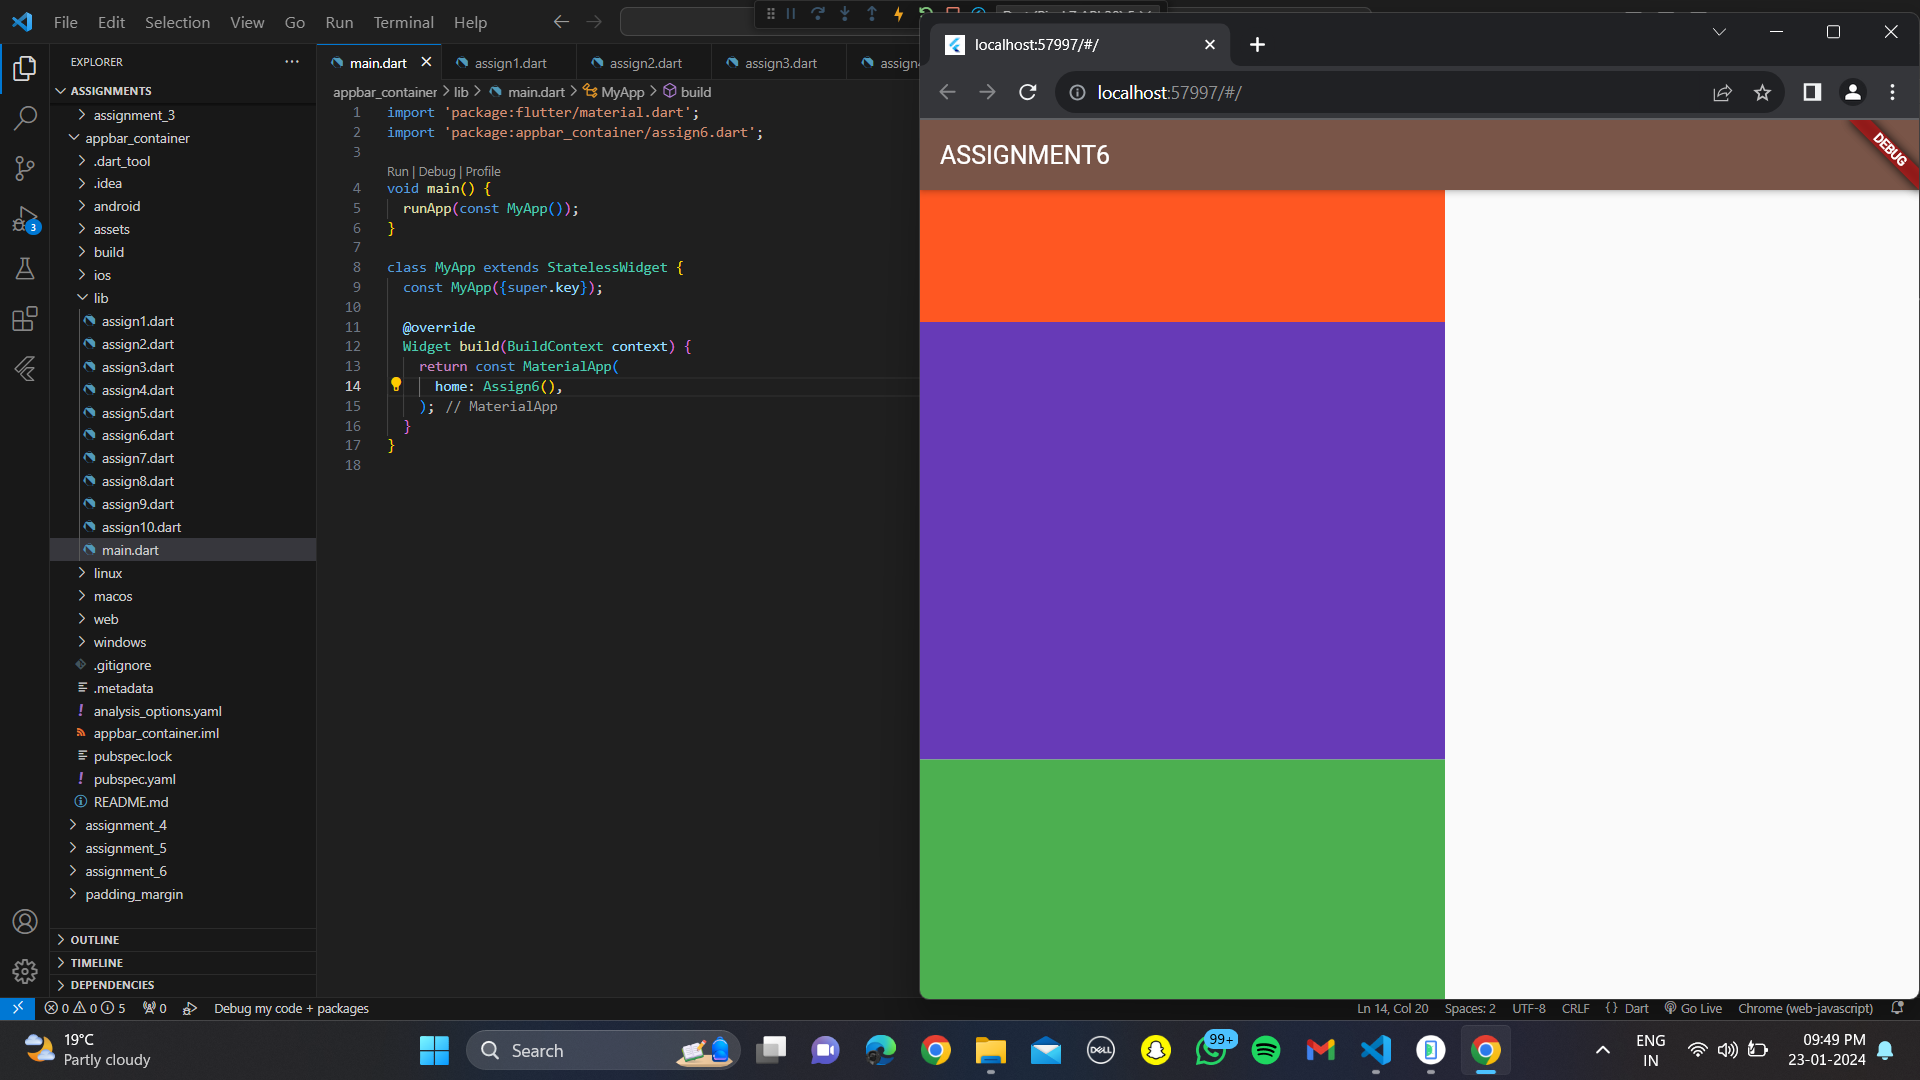 File Edit Selection View Go Run Terminal Help
EXPLORER
ASSIGNMENTS
assignment_3
appbar_container
.dart_tool
.idea
android
assets
build
ios
lib
assign1.dart
assign2.dart
assign3.dart
assign4.dart
assign5.dart
assign6.dart
assign7.dart
assign8.dart
assign9.dart
assign10.dart
main.dart
linux
macos
web
windows
.gitignore
.metadata
analysis_options.yaml
appbar_container.iml
pubspec.lock
pubspec.yaml
README.md
assignment_4
assignment_5
assignment_6
padding_margin
OUTLINE
TIMELINE
DEPENDENCIES
3
main.dart assign1.dart assign2.dart assign3.dart
appbar_container > lib > main.dart > MyApp > build
1 import 'package:flutter/material.dart';
2 import 'package:appbar_container/assign6.dart';
3
Run | Debug | Profile
4 void main() {
5 runApp(const MyApp());
6 }
7
8 class MyApp extends StatelessWidget {
9 const MyApp({super.key});
10
11 @override
12 Widget build(BuildContext context) {
13 return const MaterialApp(
14 home: Assign6(),
15 ); // MaterialApp
16 }
17 }
18
localhost:57997/#/
localhost:57997/#/
ASSIGNMENT6
DEBUG
0 0 5 0 Debug my code + packages
Ln 14, Col 20 Spaces: 2 UTF-8 CRLF {} Dart Go Live Chrome (web-javascript)
19°C
Partly cloudy
Search
DELL
99+
ENG
IN
09:49 PM
23-01-2024